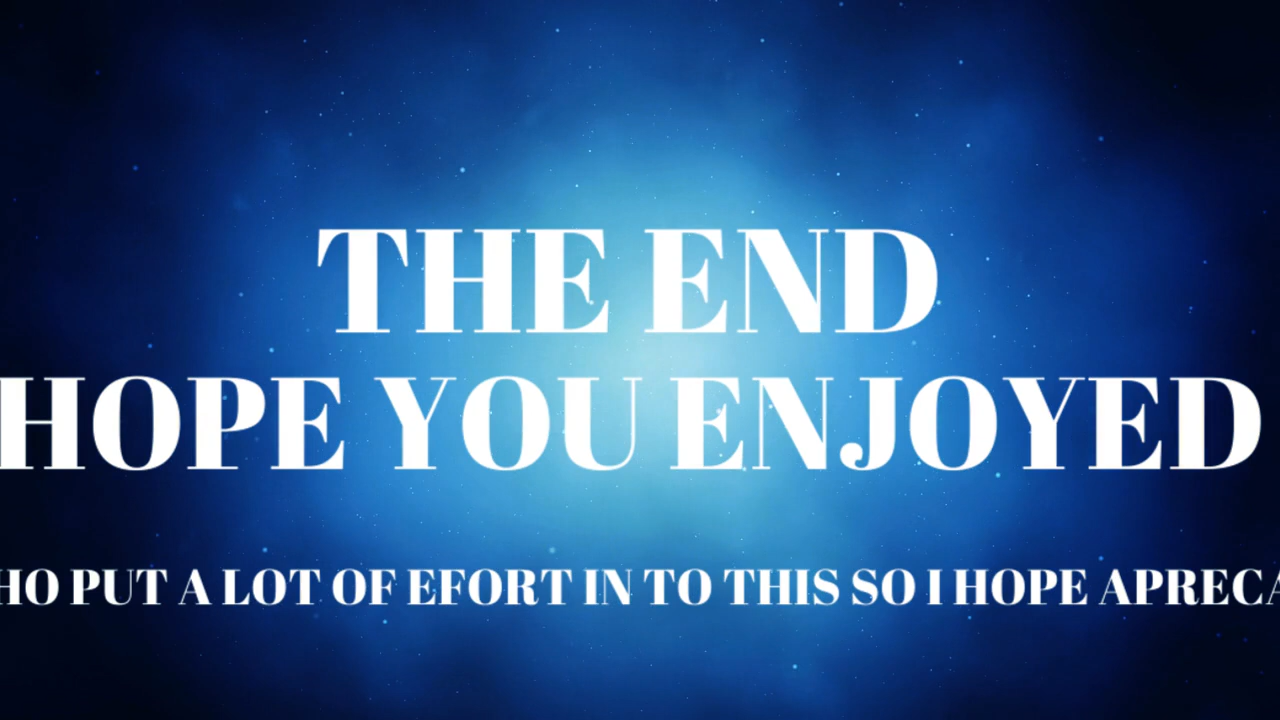 THE END
HOPE YOU ENJOYED
HO PUT A LOT OF EFORT IN TO THIS SO I HOPE APRECA